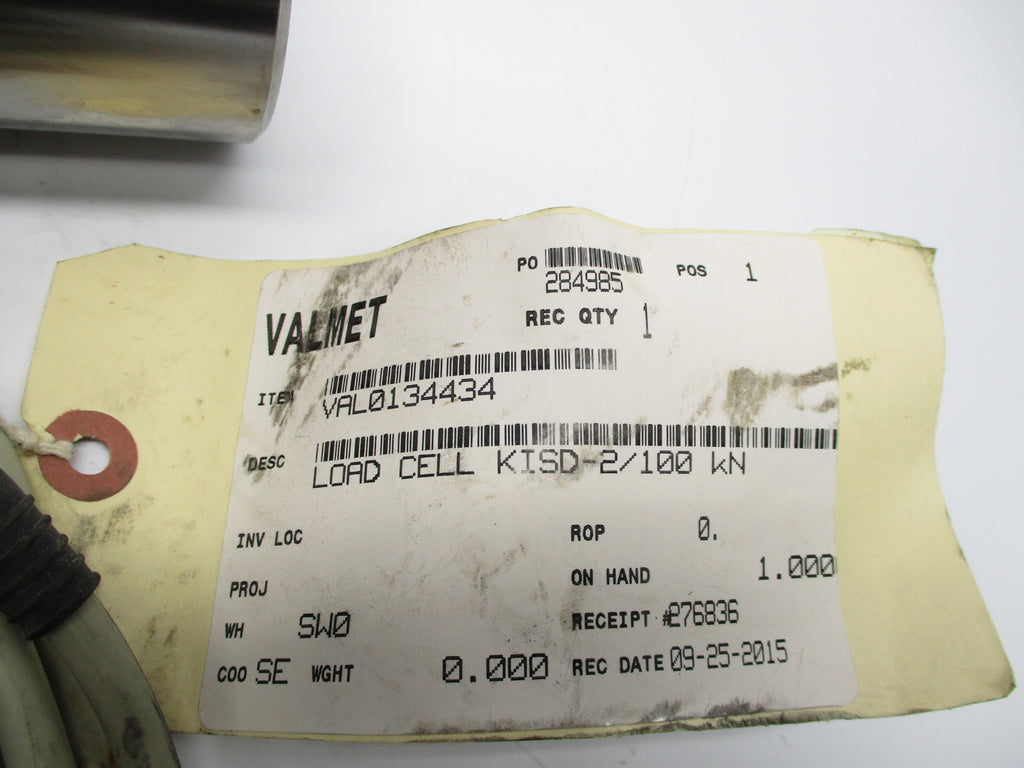 PO 284985 POS 1
VALMET REC QTY 1
ITEM VAL0134434
DESC LOAD CELL KISD-2/100 kN
INV LOC ROP 0.
PROJ ON HAND 1.000
WH SW0 RECEIPT #276836
COO SE WGHT 0.000 REC DATE 09-25-2015